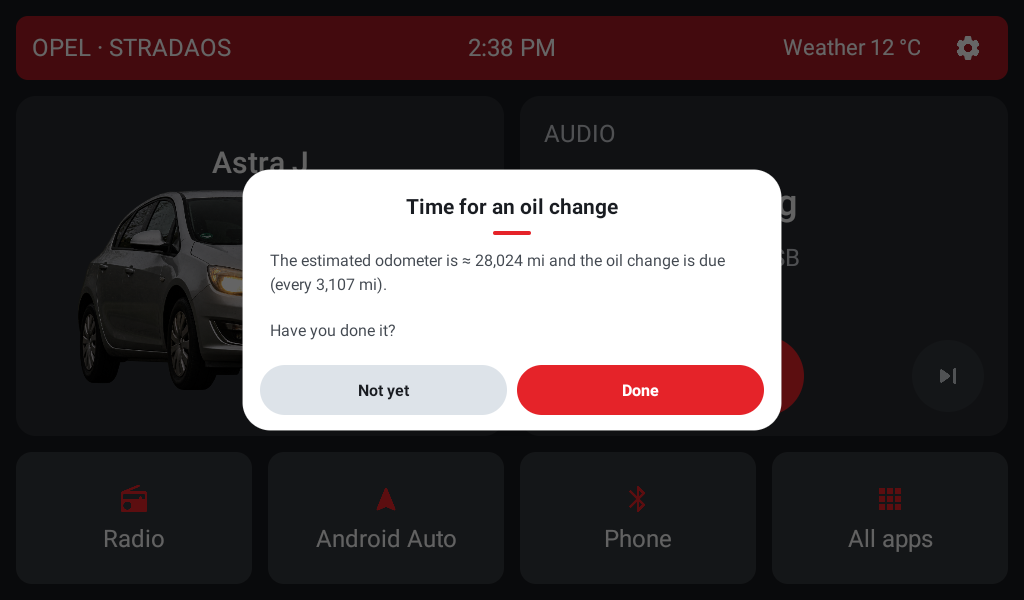 OPEL · STRADAOS
2:38 PM
Weather 12 °C
AUDIO
Time for an oil change
The estimated odometer is ≈ 28,024 mi and the oil change is due
(every 3,107 mi).
Have you done it?
Not yet
Done
Radio
Android Auto
Phone
All apps